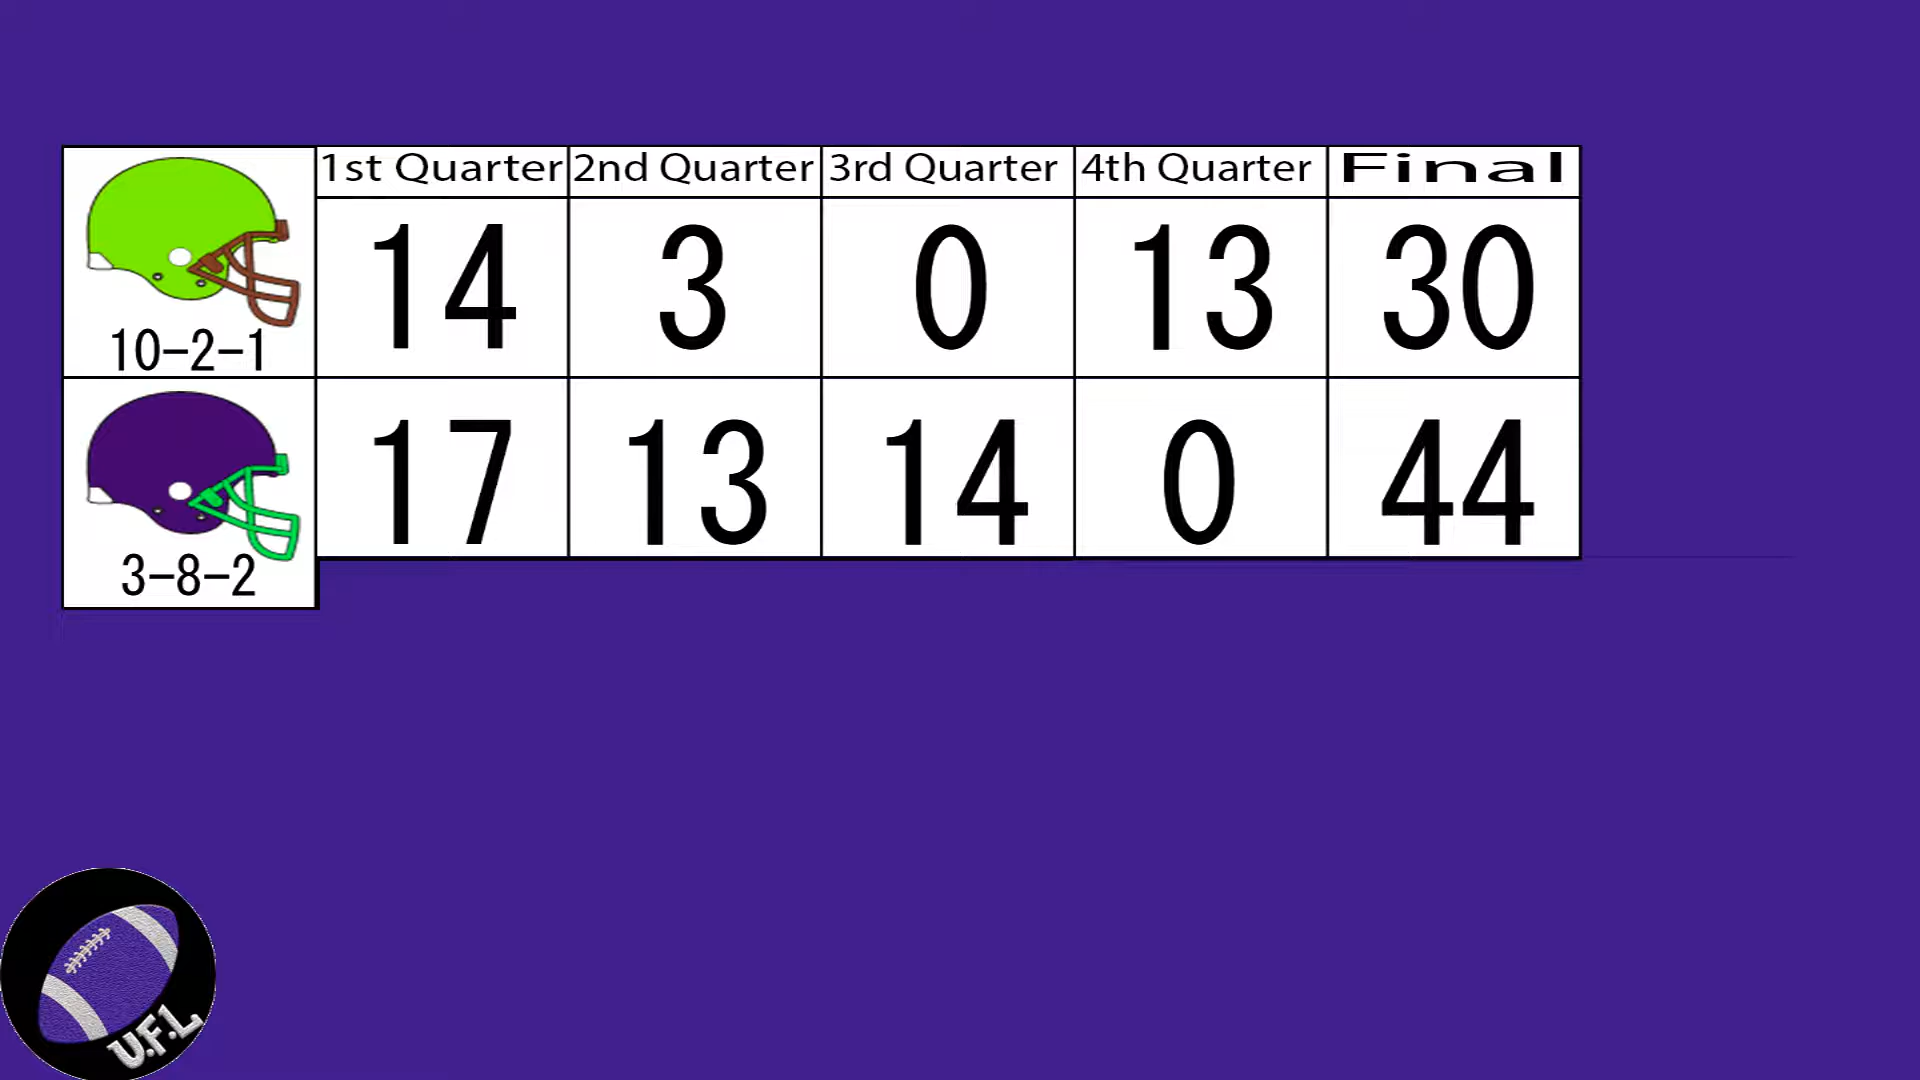 1st Quarter 2nd Quarter 3rd Quarter 4th Quarter Final
14 3 0 13 30
10-2-1
17 13 14 0 44
3-8-2
U.F.L